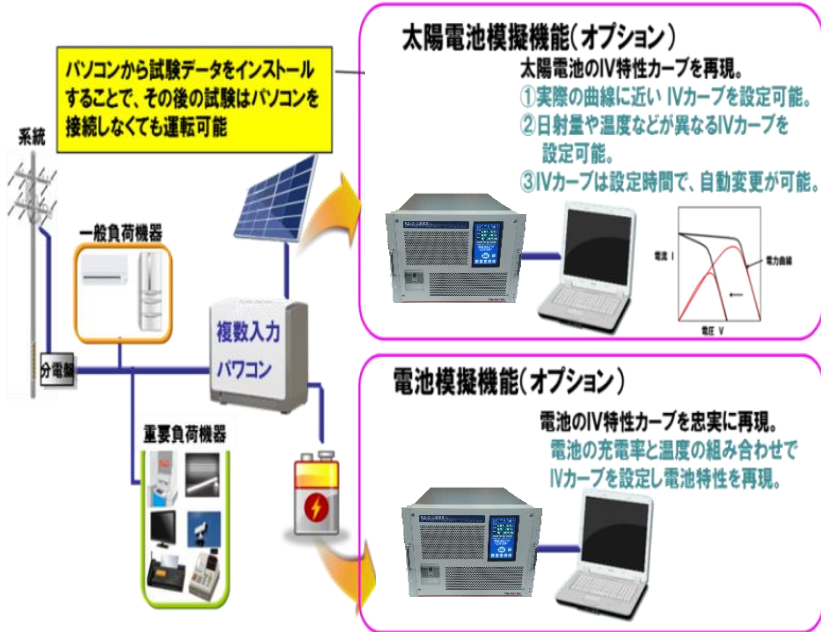 太陽電池模擬機能(オプション)
太陽電池のIV特性カーブを再現。
①実際の曲線に近い IVカーブを設定可能。
②日射量や温度などが異なるIVカーブを
設定可能。
③IVカーブは設定時間で、自動変更が可能。
パソコンから試験データをインストール
することで、その後の試験はパソコンを
接続しなくても運転可能
系統
一般負荷機器
電流 I
電力曲線
電圧 V
複数入力
パワコン
分電盤
重要負荷機器
電池模擬機能(オプション)
電池のIV特性カーブを忠実に再現。
電池の充電率と温度の組み合わせで
IVカーブを設定し電池特性を再現。